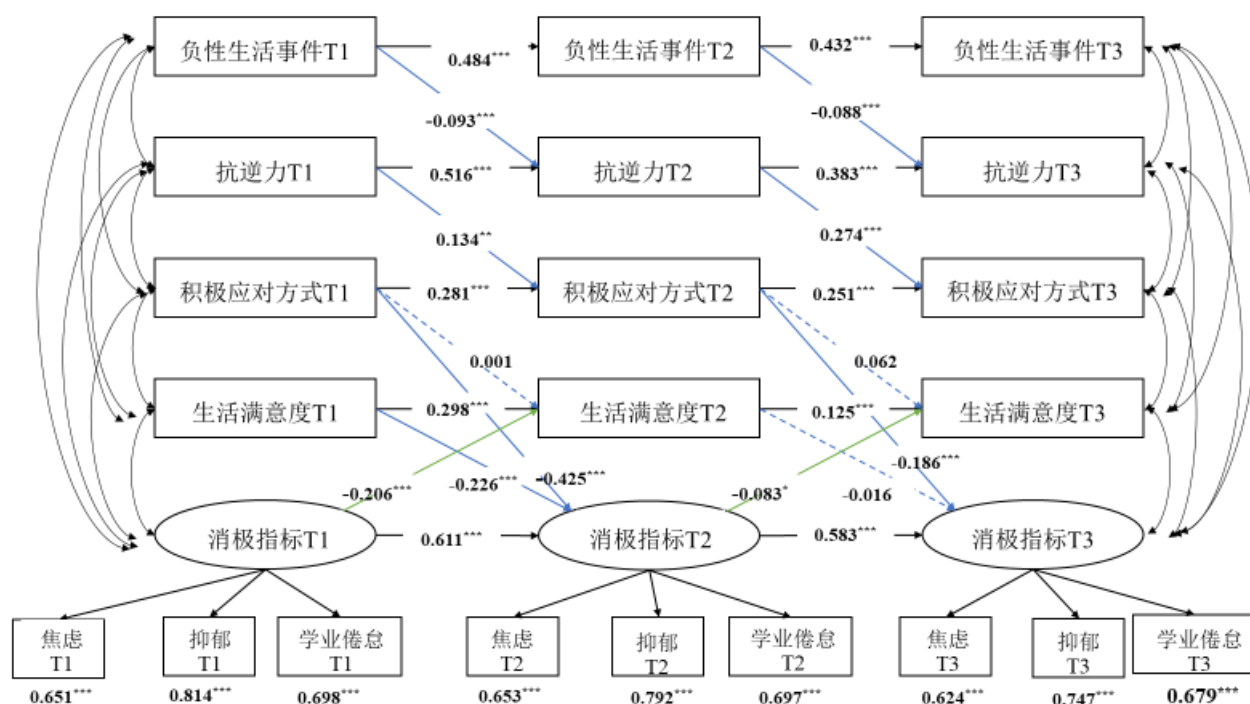 负性生活事件T1
0.484***
负性生活事件T2
0.432***
负性生活事件T3
-0.093***
-0.088***
抗逆力T1
0.516***
抗逆力T2
0.383***
抗逆力T3
0.134**
0.274***
积极应对方式T1
0.281***
积极应对方式T2
0.251***
积极应对方式T3
0.001
0.062
生活满意度T1
0.298***
生活满意度T2
0.125***
生活满意度T3
-0.206***
-0.226***
-0.425***
-0.083*
-0.016
-0.186***
消极指标T1
0.611***
消极指标T2
0.583***
消极指标T3
焦虑
T1
0.651***
抑郁
T1
0.814***
学业倦怠
T1
0.698***
焦虑
T2
0.653***
抑郁
T2
0.792***
学业倦怠
T2
0.697***
焦虑
T3
0.624***
抑郁
T3
0.747***
学业倦怠
T3
0.679***